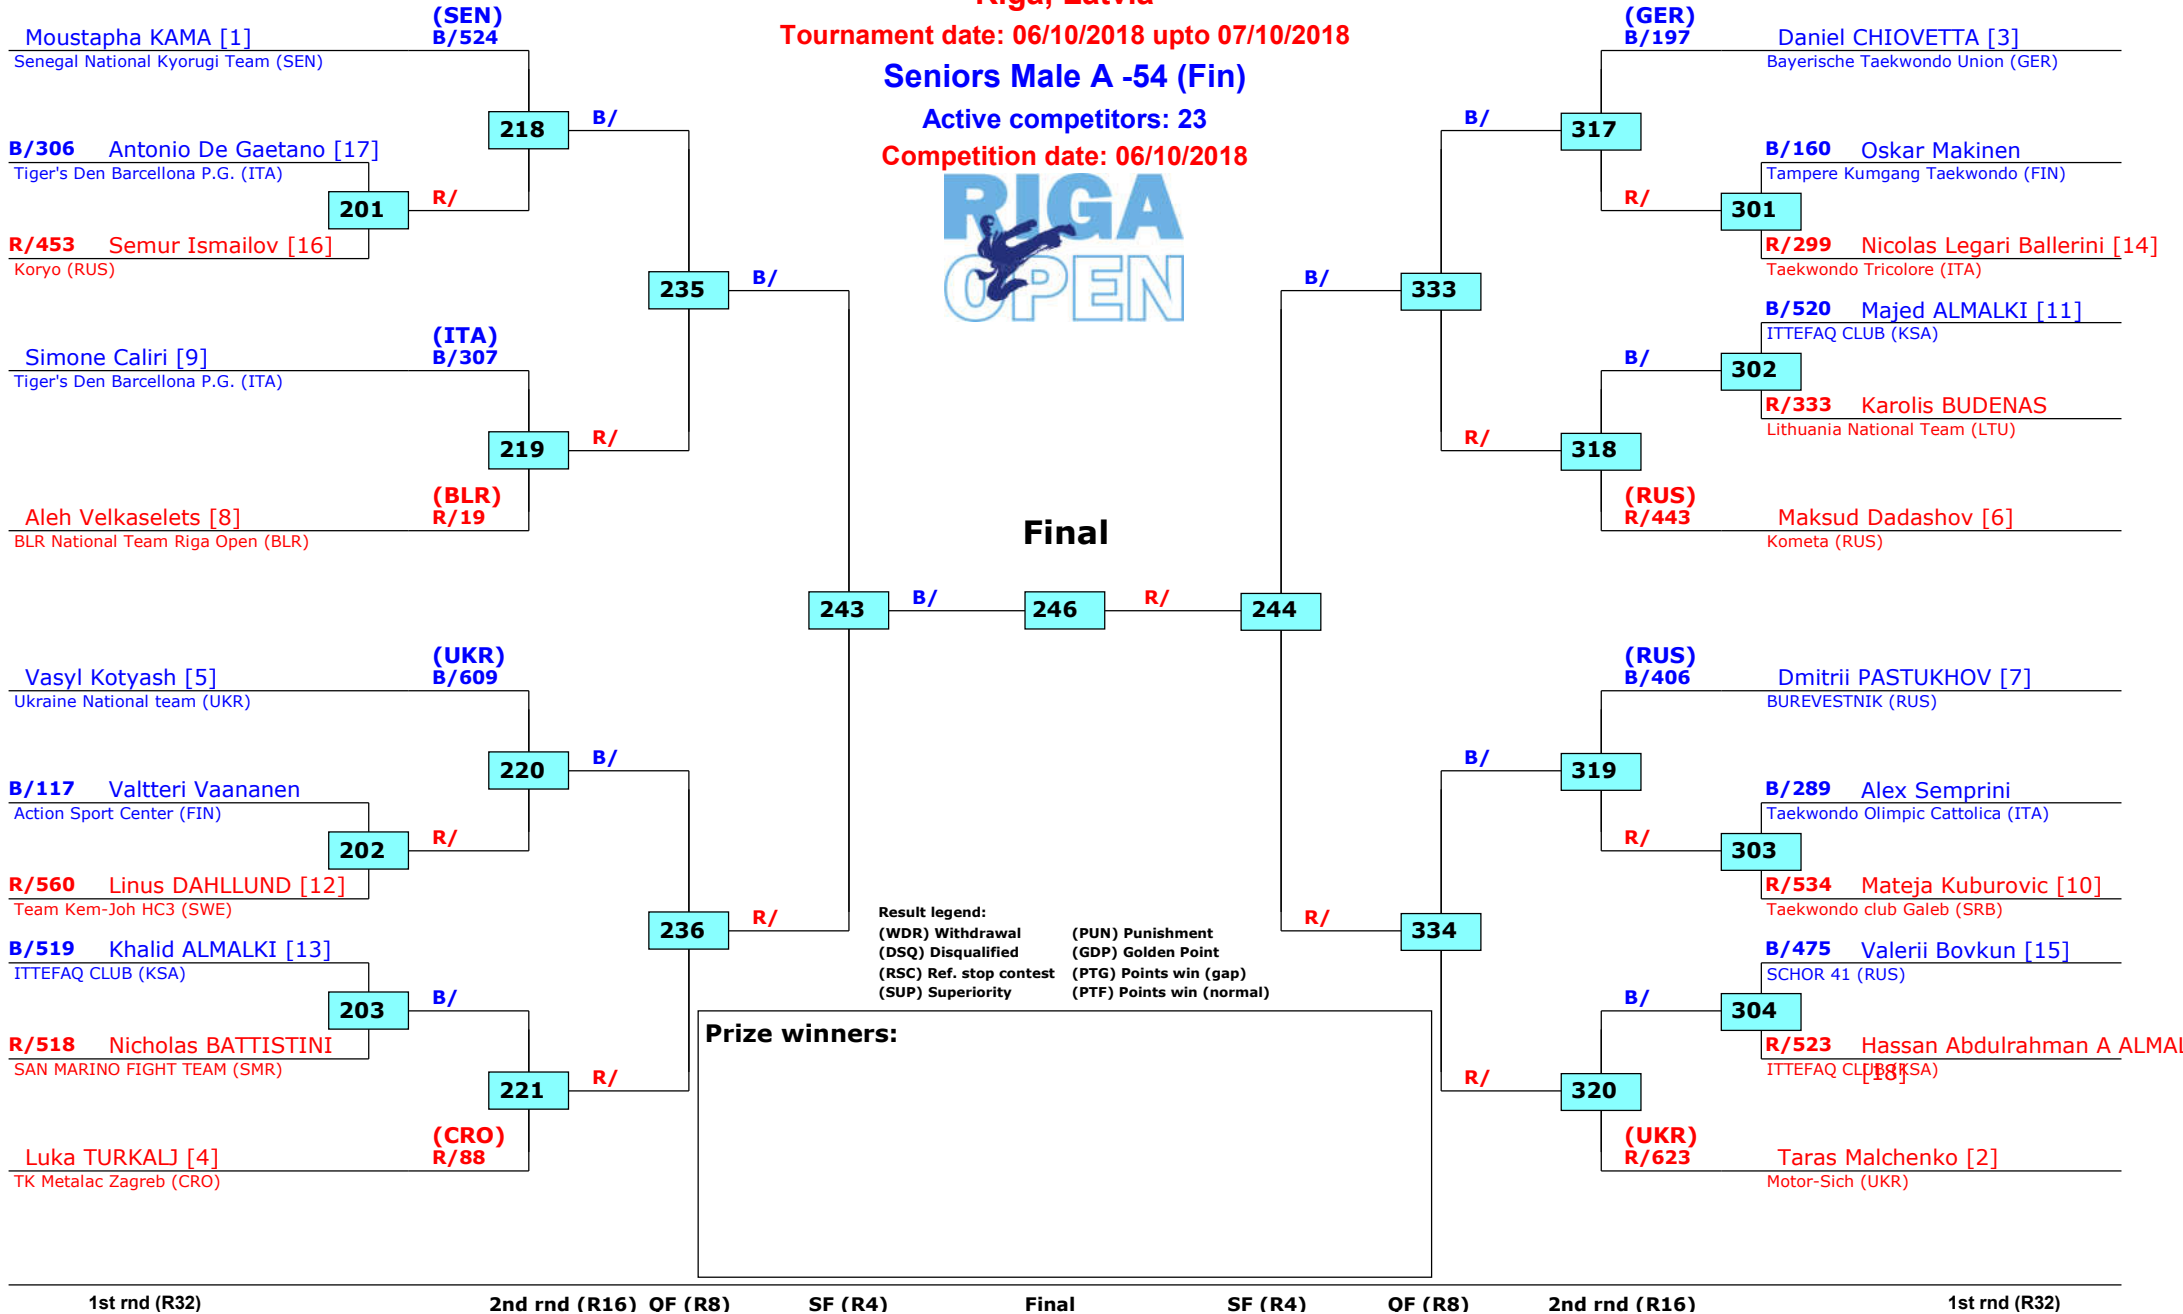 Riga, Latvia
Tournament date: 06/10/2018 upto 07/10/2018
Seniors Male A -54 (Fin)
Active competitors: 23
Competition date: 06/10/2018
RIGA
OPEN
(SEN)
Moustapha KAMA [1] B/524
Senegal National Kyorugi Team (SEN)
218 B/
B/306 Antonio De Gaetano [17]
Tiger's Den Barcellona P.G. (ITA)
201 R/
R/453 Semur Ismailov [16]
Koryo (RUS)
235 B/
(ITA)
Simone Caliri [9] B/307
Tiger's Den Barcellona P.G. (ITA)
219 R/
(BLR)
Aleh Velkaselets [8] R/19
BLR National Team Riga Open (BLR)
243 B/
(UKR)
Vasyl Kotyash [5] B/609
Ukraine National team (UKR)
220 B/
B/117 Valtteri Vaananen
Action Sport Center (FIN)
202 R/
R/560 Linus DAHLLUND [12]
Team Kem-Joh HC3 (SWE)
236 R/
B/519 Khalid ALMALKI [13]
ITTEFAQ CLUB (KSA)
203 B/
R/518 Nicholas BATTISTINI
SAN MARINO FIGHT TEAM (SMR)
221 R/
(CRO)
Luka TURKALJ [4] R/88
TK Metalac Zagreb (CRO)
Final
246
(GER)
B/197 Daniel CHIOVETTA [3]
Bayerische Taekwondo Union (GER)
B/ 317
B/160 Oskar Makinen
Tampere Kumgang Taekwondo (FIN)
R/ 301
R/299 Nicolas Legari Ballerini [14]
Taekwondo Tricolore (ITA)
B/ 333
B/520 Majed ALMALKI [11]
ITTEFAQ CLUB (KSA)
B/ 302
R/333 Karolis BUDENAS
Lithuania National Team (LTU)
R/ 318
(RUS)
R/443 Maksud Dadashov [6]
Kometa (RUS)
R/ 244
(RUS)
B/406 Dmitrii PASTUKHOV [7]
BUREVESTNIK (RUS)
B/ 319
B/289 Alex Semprini
Taekwondo Olimpic Cattolica (ITA)
R/ 303
R/534 Mateja Kuburovic [10]
Taekwondo club Galeb (SRB)
R/ 334
B/475 Valerii Bovkun [15]
SCHOR 41 (RUS)
B/ 304
R/523 Hassan Abdulrahman A ALMAL
ITTEFAQ CLUB (KSA)
[18]
R/ 320
(UKR)
R/623 Taras Malchenko [2]
Motor-Sich (UKR)
Result legend:
(WDR) Withdrawal (PUN) Punishment
(DSQ) Disqualified (GDP) Golden Point
(RSC) Ref. stop contest (PTG) Points win (gap)
(SUP) Superiority (PTF) Points win (normal)
Prize winners:
1st rnd (R32) 2nd rnd (R16) QF (R8) SF (R4) Final SF (R4) QF (R8) 2nd rnd (R16) 1st rnd (R32)